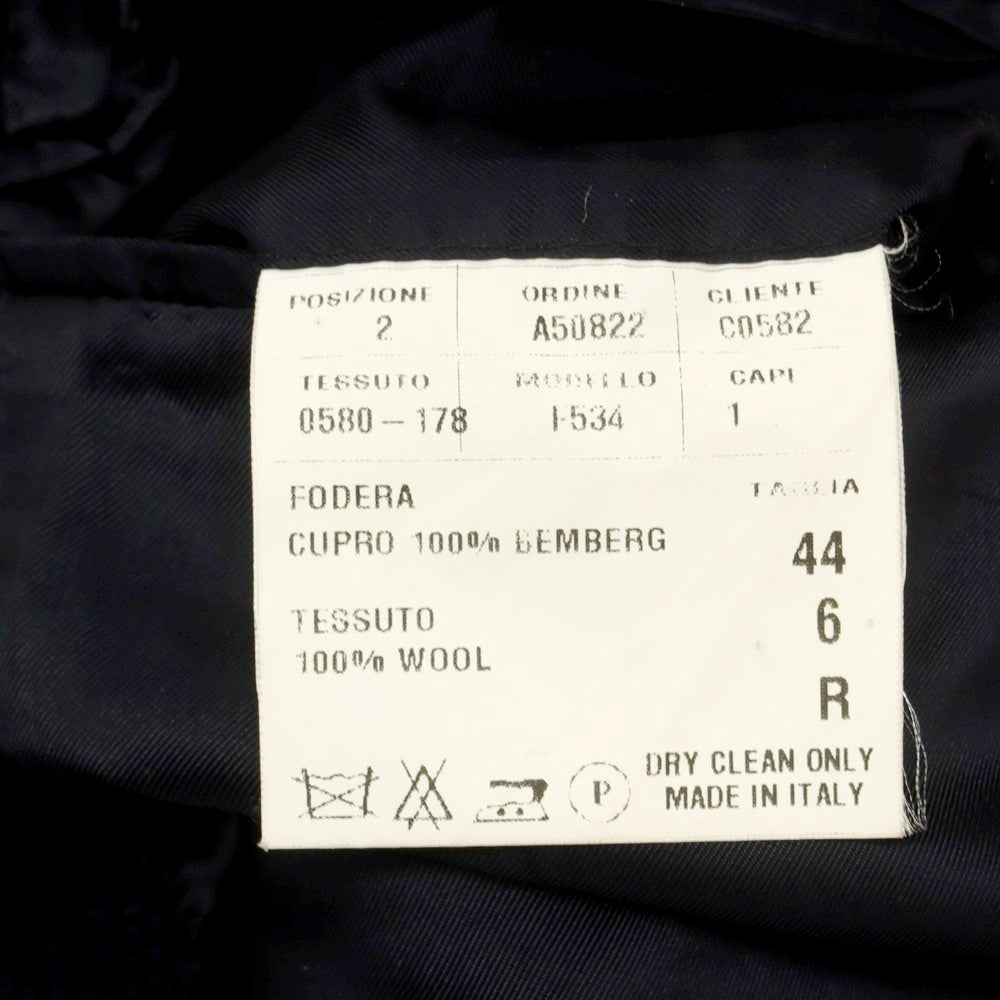 POSIZIONE ORDINE CLIENTE
2 A50822 C0582
TESSUTO MODELLO CAPI
0580-178 F534 1
FODERA TAGLIA
CUPRO 100% BEMBERG 44
TESSUTO 6
100% WOOL R
P DRY CLEAN ONLY
MADE IN ITALY